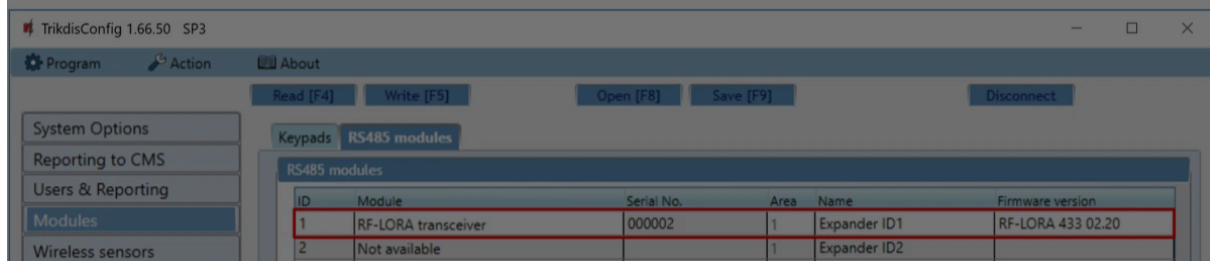 TrikdisConfig 1.66.50 SP3
Program Action About
Read [F4] Write [F5] Open [F8] Save [F9] Disconnect
System Options
Reporting to CMS
Users & Reporting
Modules
Wireless sensors
Keypads RS485 modules
RS485 modules
ID Module Serial No. Area Name Firmware version
1 RF-LORA transceiver 000002 1 Expander ID1 RF-LORA 433 02.20
2 Not available 1 Expander ID2